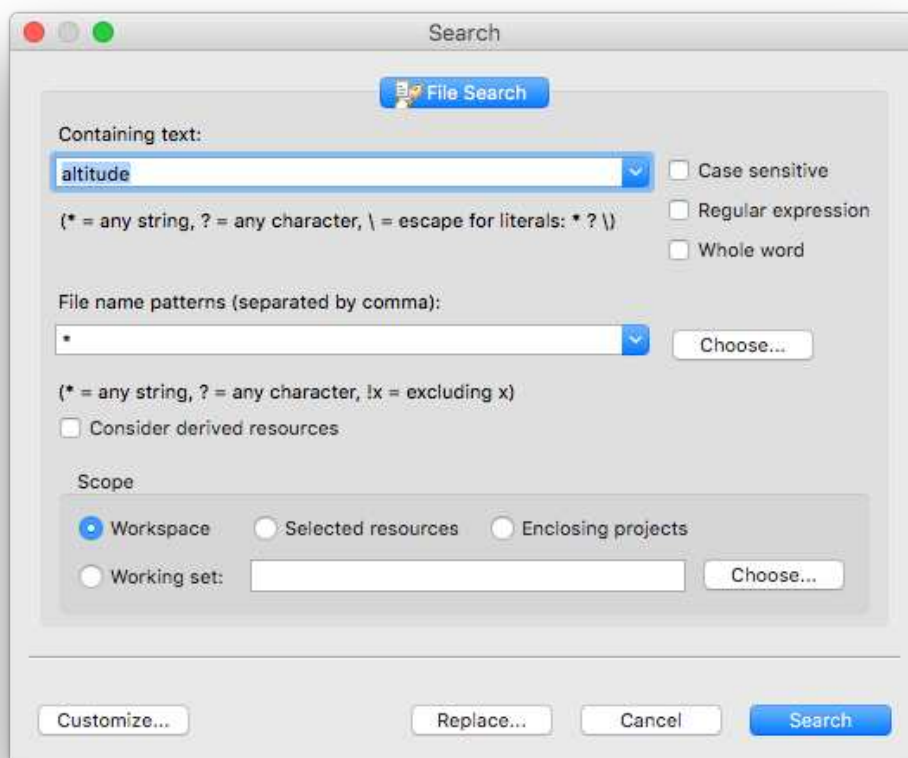 Search
File Search
Containing text:
altitude
Case sensitive
(* = any string, ? = any character, \ = escape for literals: * ? \)
Regular expression
Whole word
File name patterns (separated by comma):
*
Choose...
(* = any string, ? = any character, !x = excluding x)
Consider derived resources
Scope
Workspace Selected resources Enclosing projects
Working set: Choose...
Customize... Replace... Cancel Search